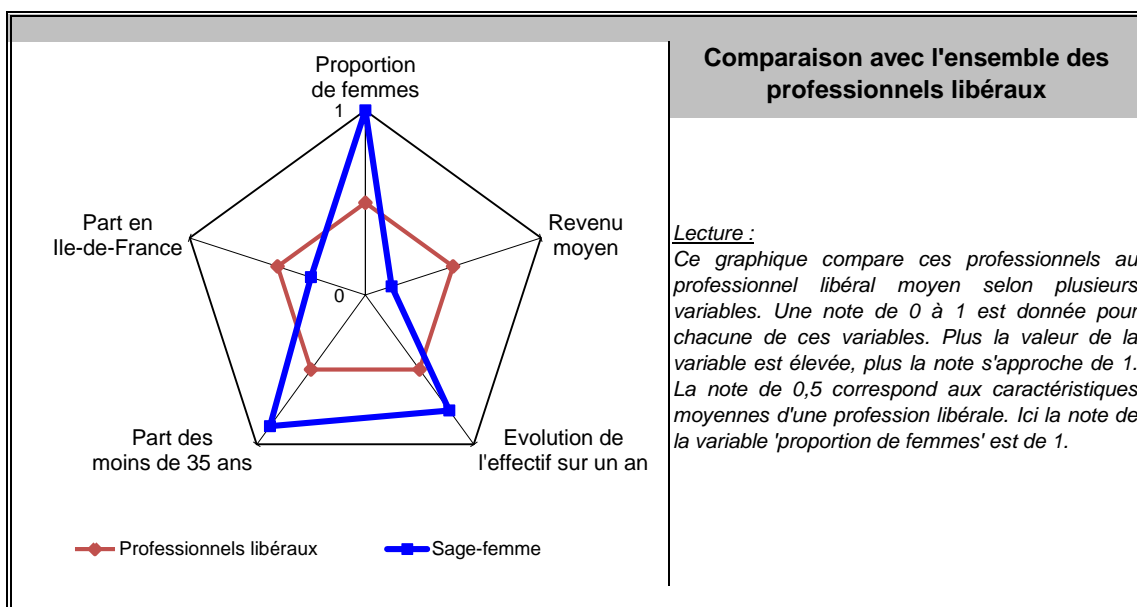 Comparaison avec l'ensemble des
professionnels libéraux
Proportion
de femmes
1
Part en
Ile-de-France
Revenu
moyen
0
Part des
moins de 35 ans
Evolution de
l'effectif sur un an
Professionnels libéraux
Sage-femme
Lecture :
Ce graphique compare ces professionnels au
professionnel libéral moyen selon plusieurs
variables. Une note de 0 à 1 est donnée pour
chacune de ces variables. Plus la valeur de la
variable est élevée, plus la note s'approche de 1.
La note de 0,5 correspond aux caractéristiques
moyennes d'une profession libérale. Ici la note de
la variable 'proportion de femmes' est de 1.